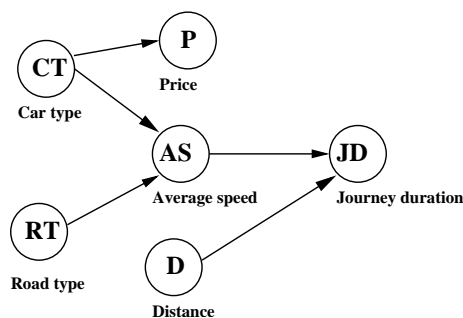 P
Price
CT
Car type
AS
Average speed
JD
Journey duration
RT
Road type
D
Distance